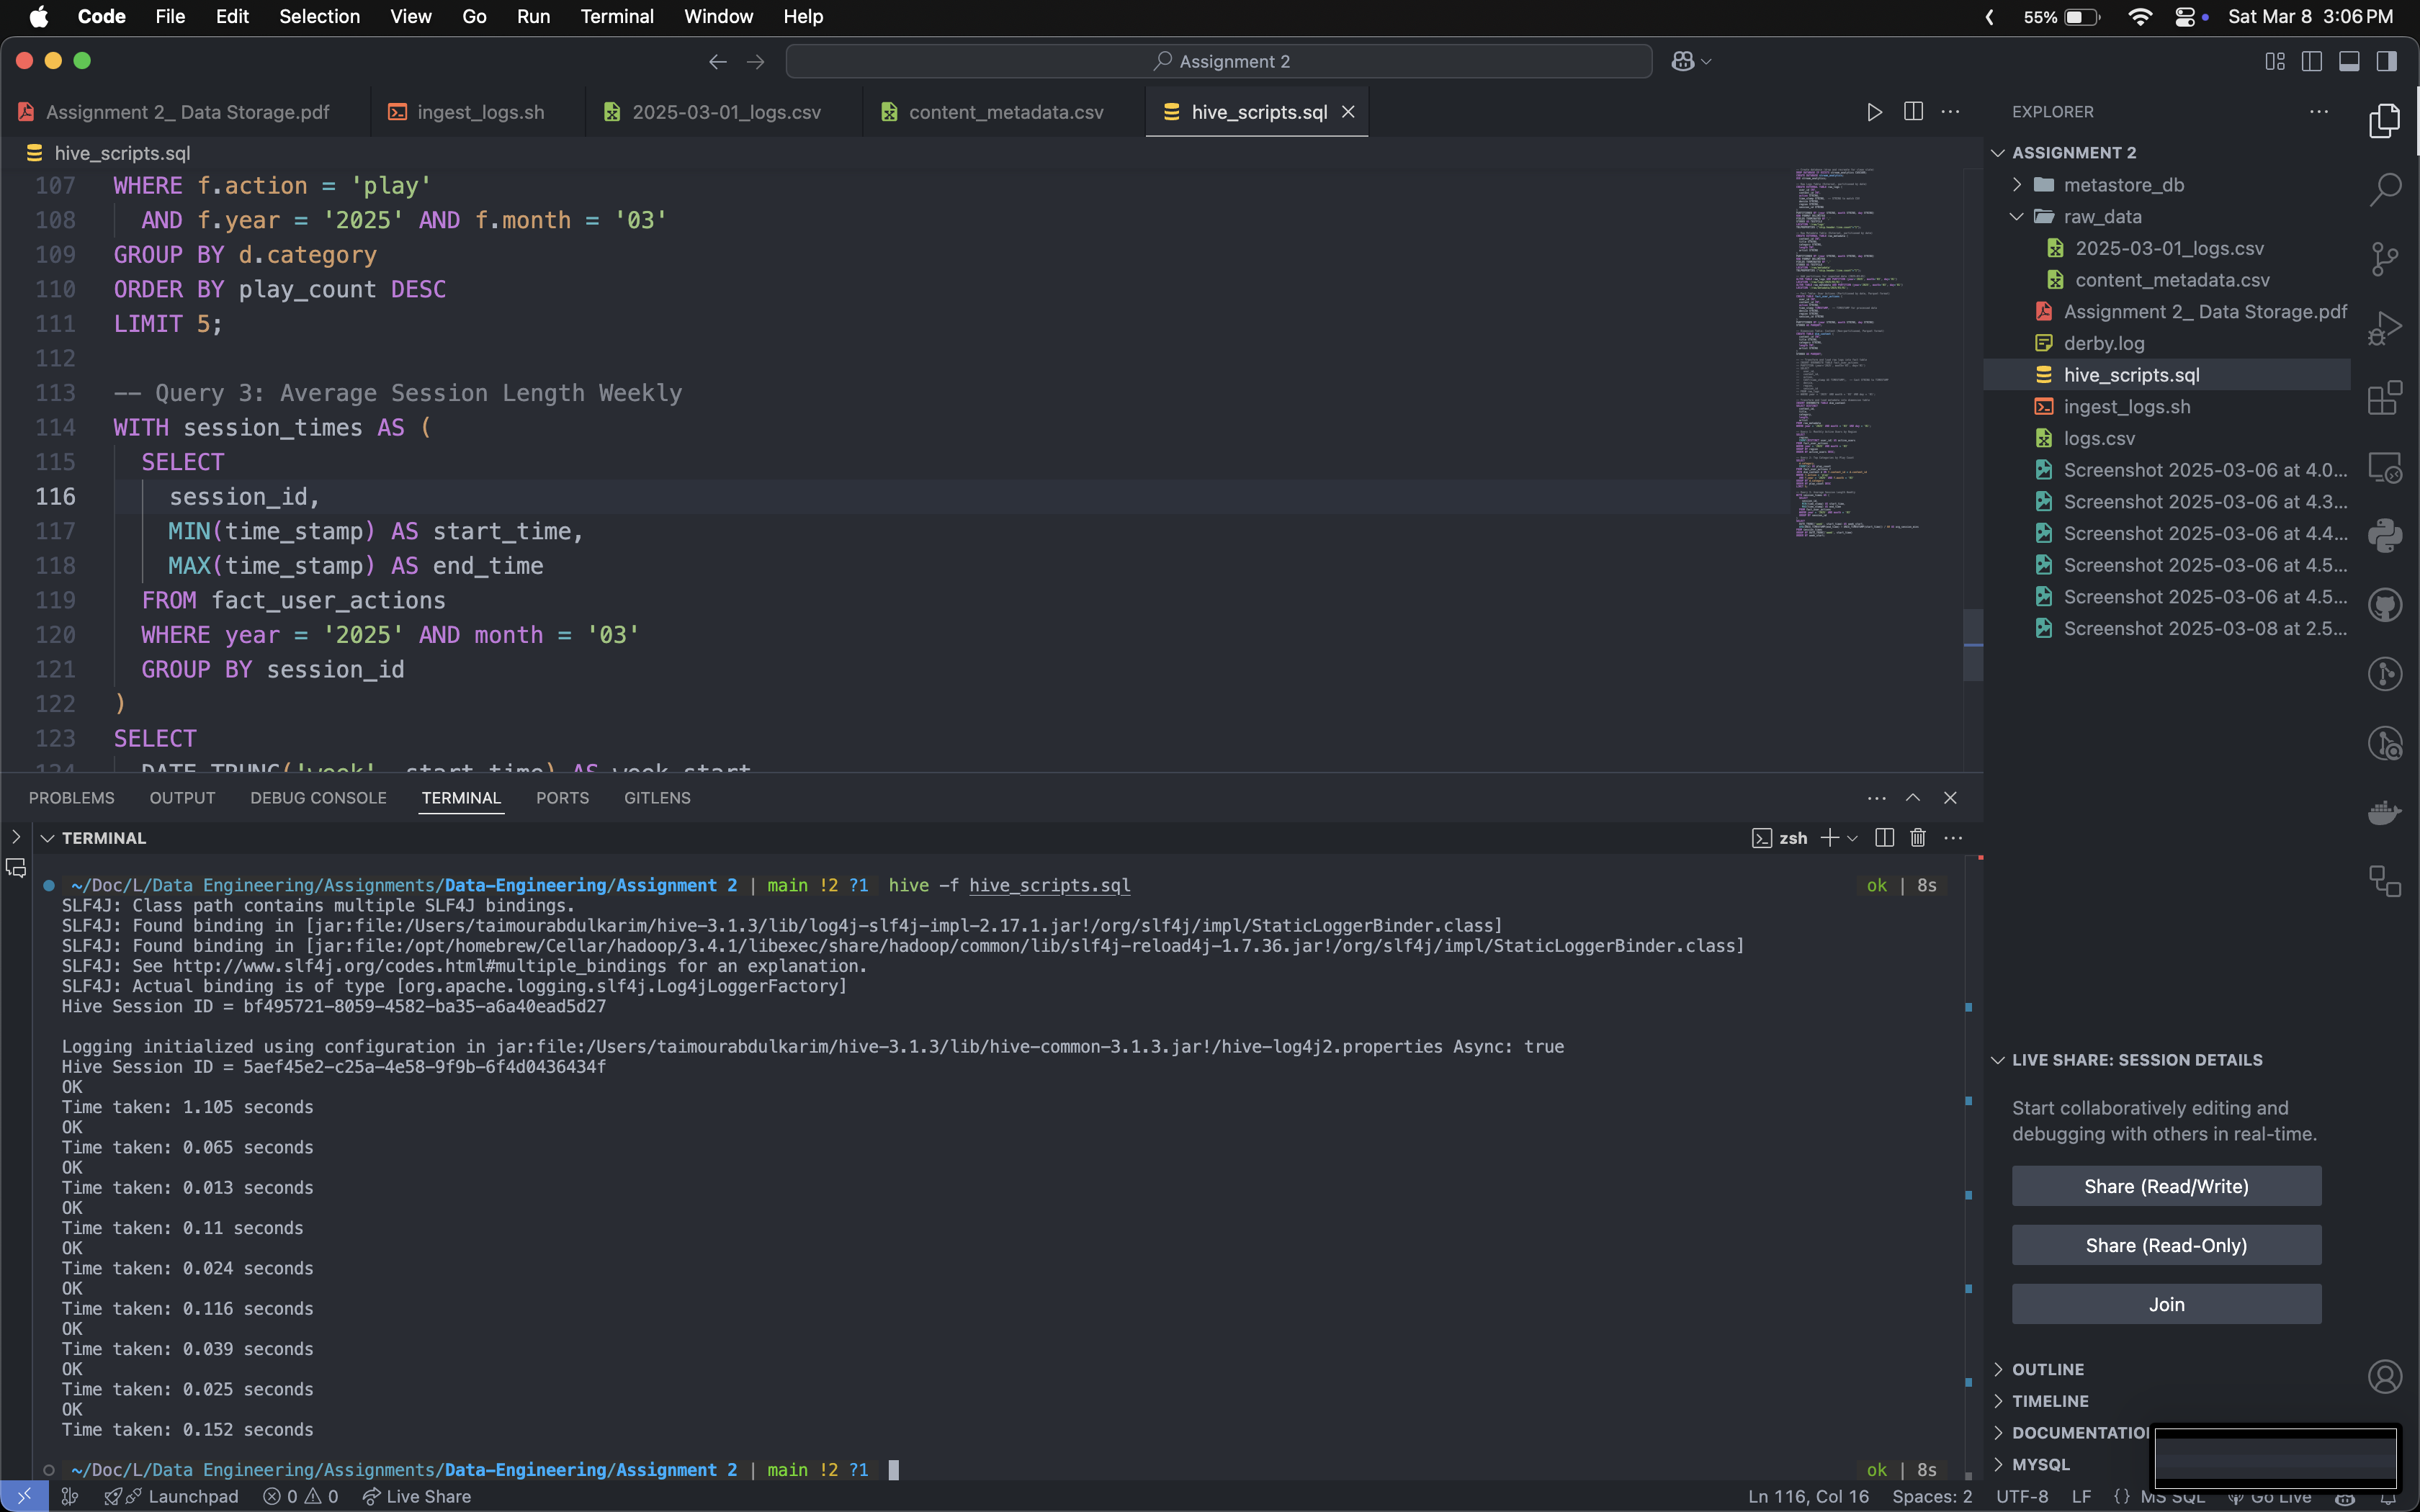 Code File Edit Selection View Go Run Terminal Window Help 55% Sat Mar 8 3:06 PM
Assignment 2
Assignment 2_ Data Storage.pdf ingest_logs.sh 2025-03-01_logs.csv content_metadata.csv hive_scripts.sql
hive_scripts.sql
107 WHERE f.action = 'play'
108 AND f.year = '2025' AND f.month = '03'
109 GROUP BY d.category
110 ORDER BY play_count DESC
111 LIMIT 5;
112
113 -- Query 3: Average Session Length Weekly
114 WITH session_times AS (
115 SELECT
116 session_id,
117 MIN(time_stamp) AS start_time,
118 MAX(time_stamp) AS end_time
119 FROM fact_user_actions
120 WHERE year = '2025' AND month = '03'
121 GROUP BY session_id
122 )
123 SELECT
124 DATE_TRUNC('week', start_time) AS week_start
PROBLEMS OUTPUT DEBUG CONSOLE TERMINAL PORTS GITLENS
TERMINAL zsh
~/Doc/L/Data Engineering/Assignments/Data-Engineering/Assignment 2 | main !2 ?1 hive -f hive_scripts.sql ok | 8s
SLF4J: Class path contains multiple SLF4J bindings.
SLF4J: Found binding in [jar:file:/Users/taimourabdulkarim/hive-3.1.3/lib/log4j-slf4j-impl-2.17.1.jar!/org/slf4j/impl/StaticLoggerBinder.class]
SLF4J: Found binding in [jar:file:/opt/homebrew/Cellar/hadoop/3.4.1/libexec/share/hadoop/common/lib/slf4j-reload4j-1.7.36.jar!/org/slf4j/impl/StaticLoggerBinder.class]
SLF4J: See http://www.slf4j.org/codes.html#multiple_bindings for an explanation.
SLF4J: Actual binding is of type [org.apache.logging.slf4j.Log4jLoggerFactory]
Hive Session ID = bf495721-8059-4582-ba35-a6a40ead5d27
Logging initialized using configuration in jar:file:/Users/taimourabdulkarim/hive-3.1.3/lib/hive-common-3.1.3.jar!/hive-log4j2.properties Async: true
Hive Session ID = 5aef45e2-c25a-4e58-9f9b-6f4d0436434f
OK
Time taken: 1.105 seconds
OK
Time taken: 0.065 seconds
OK
Time taken: 0.013 seconds
OK
Time taken: 0.11 seconds
OK
Time taken: 0.024 seconds
OK
Time taken: 0.116 seconds
OK
Time taken: 0.039 seconds
OK
Time taken: 0.025 seconds
OK
Time taken: 0.152 seconds
~/Doc/L/Data Engineering/Assignments/Data-Engineering/Assignment 2 | main !2 ?1 ok | 8s
EXPLORER
ASSIGNMENT 2
metastore_db
raw_data
2025-03-01_logs.csv
content_metadata.csv
Assignment 2_ Data Storage.pdf
derby.log
hive_scripts.sql
ingest_logs.sh
logs.csv
Screenshot 2025-03-06 at 4.0...
Screenshot 2025-03-06 at 4.3...
Screenshot 2025-03-06 at 4.4...
Screenshot 2025-03-06 at 4.5...
Screenshot 2025-03-06 at 4.5...
Screenshot 2025-03-08 at 2.5...
LIVE SHARE: SESSION DETAILS
Start collaboratively editing and
debugging with others in real-time.
Share (Read/Write)
Share (Read-Only)
Join
OUTLINE
TIMELINE
DOCUMENTATIO
MYSQL
Launchpad 0 0 Live Share Ln 116, Col 16 Spaces: 2 UTF-8 LF {} MS SQL Go Live